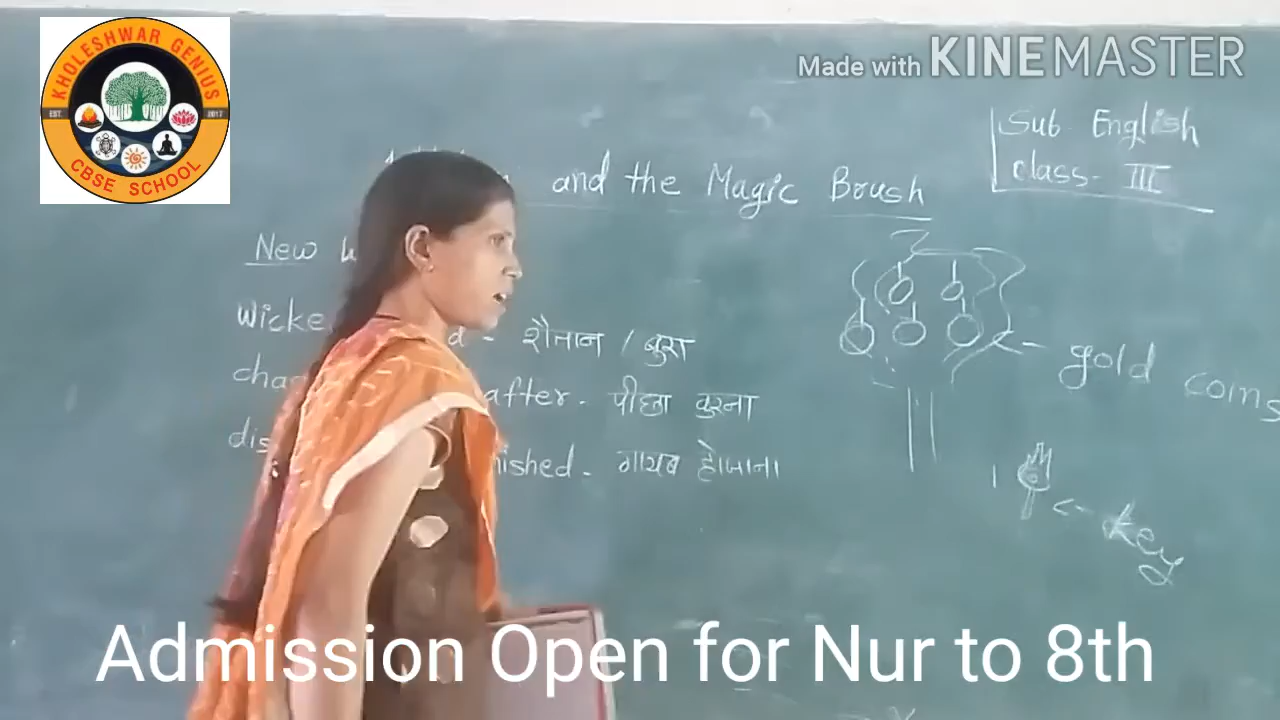 KHOLESHWAR GENIUS
EST. 2017
CBSE SCHOOL
Made with KINEMASTER
Sub English
Class- III
and the Magic Brush
New
Wicke
शैतान / बुरा
after. पीछा करना
nished. गायब होजाना
gold coins
key
Admission Open for Nur to 8th